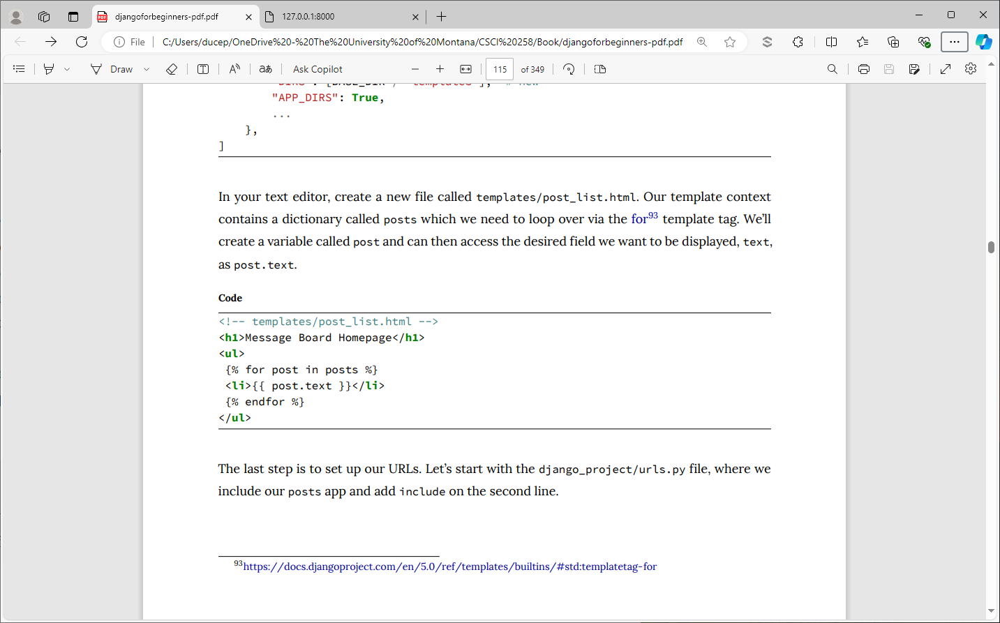 djangoforbeginners-pdf.pdf
127.0.0.1:8000
File
C:/Users/ducep/OneDrive%20-%20The%20University%20of%20Montana/CSCI%20258/Book/djangoforbeginners-pdf.pdf
Draw
Ask Copilot
115 of 349
"DIRS": [BASE_DIR / "templates"], # new
"APP_DIRS": True,
...
},
]
In your text editor, create a new file called templates/post_list.html. Our template context
contains a dictionary called posts which we need to loop over via the for93 template tag. We’ll
create a variable called post and can then access the desired field we want to be displayed, text,
as post.text.
Code
<!-- templates/post_list.html -->
<h1>Message Board Homepage</h1>
<ul>
{% for post in posts %}
<li>{{ post.text }}</li>
{% endfor %}
</ul>
The last step is to set up our URLs. Let’s start with the django_project/urls.py file, where we
include our posts app and add include on the second line.
93https://docs.djangoproject.com/en/5.0/ref/templates/builtins/#std:templatetag-for